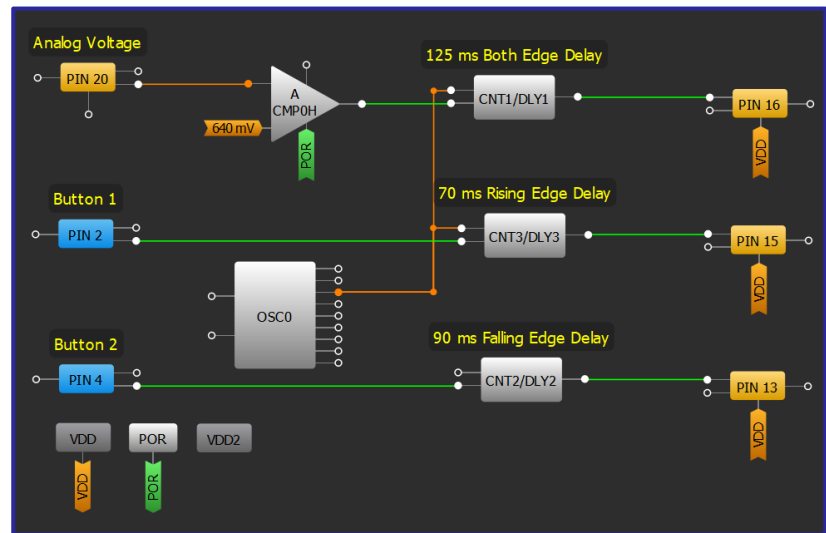 Analog Voltage
125 ms Both Edge Delay
PIN 20
A
CMP0H
CNT1/DLY1
PIN 16
640 mV
POR
VDD
Button 1
70 ms Rising Edge Delay
PIN 2
CNT3/DLY3
PIN 15
VDD
OSC0
Button 2
90 ms Falling Edge Delay
PIN 4
CNT2/DLY2
PIN 13
VDD
VDD
POR
VDD2
VDD
POR